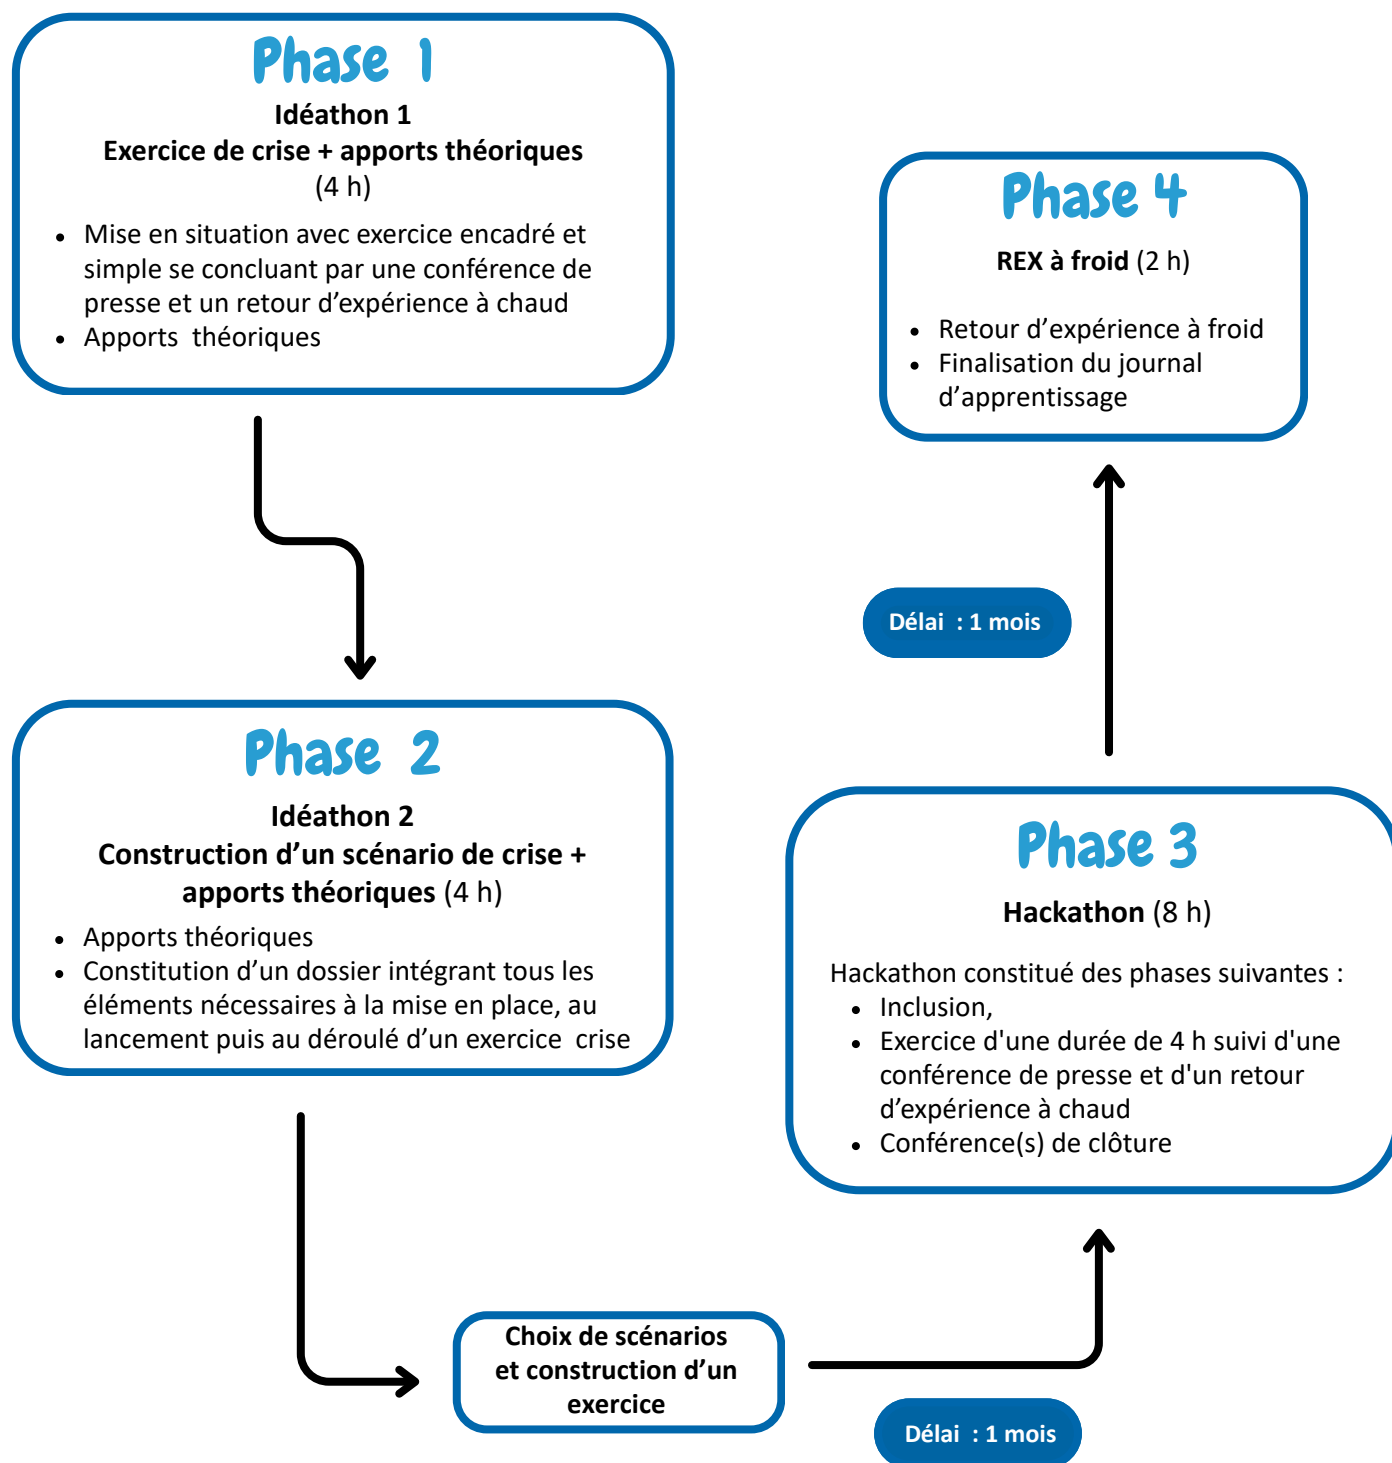 Phase 1
Idéathon 1
Exercice de crise + apports théoriques
(4 h)
• Mise en situation avec exercice encadré et
simple se concluant par une conférence de
presse et un retour d’expérience à chaud
• Apports théoriques
Phase 2
Idéathon 2
Construction d’un scénario de crise +
apports théoriques (4 h)
• Apports théoriques
• Constitution d’un dossier intégrant tous les
éléments nécessaires à la mise en place, au
lancement puis au déroulé d’un exercice crise
Choix de scénarios
et construction d’un
exercice
Délai : 1 mois
Phase 3
Hackathon (8 h)
Hackathon constitué des phases suivantes :
• Inclusion,
• Exercice d'une durée de 4 h suivi d'une
conférence de presse et d'un retour
d’expérience à chaud
• Conférence(s) de clôture
Délai : 1 mois
Phase 4
REX à froid (2 h)
• Retour d’expérience à froid
• Finalisation du journal
d’apprentissage